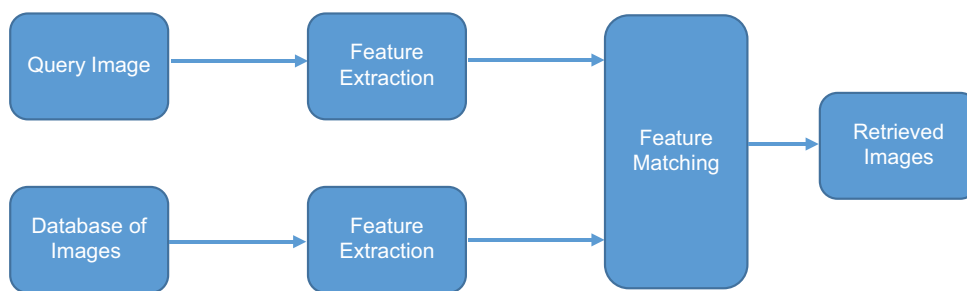 Query Image
Feature
Extraction
Feature
Matching
Retrieved
Images
Database of
Images
Feature
Extraction